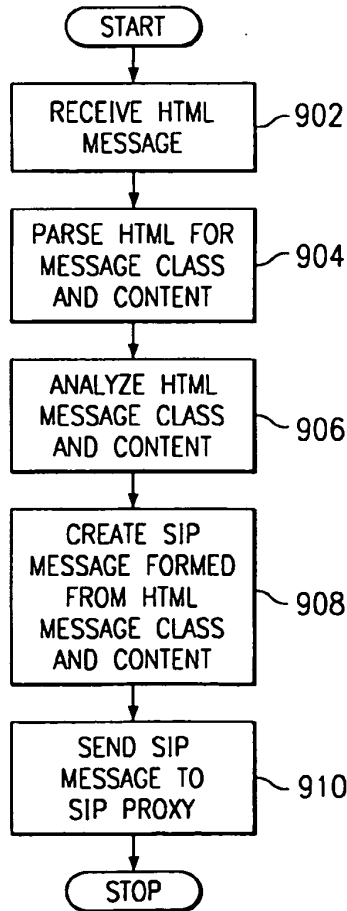 START
RECEIVE HTML
MESSAGE
902
PARSE HTML FOR
MESSAGE CLASS
AND CONTENT
904
ANALYZE HTML
MESSAGE CLASS
AND CONTENT
906
CREATE SIP
MESSAGE FORMED
FROM HTML
MESSAGE CLASS
AND CONTENT
908
SEND SIP
MESSAGE TO
SIP PROXY
910
STOP